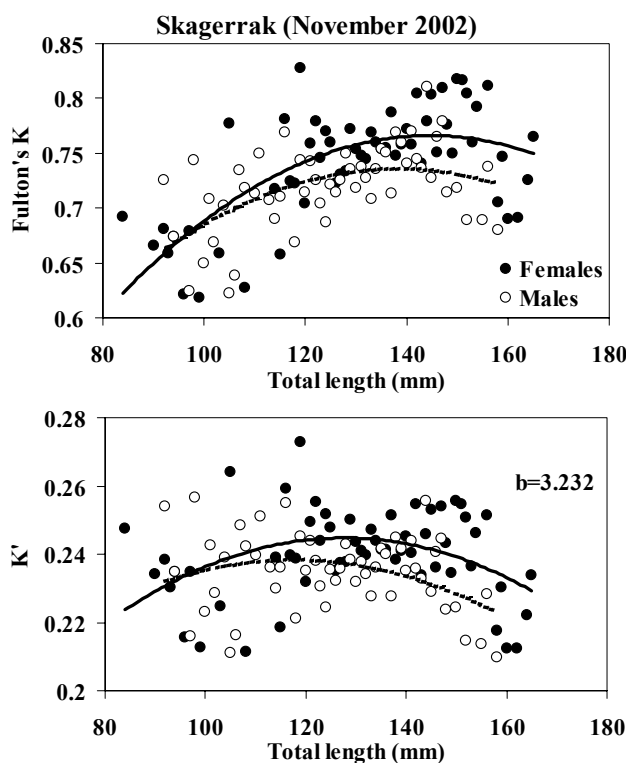 Skagerrak (November 2002)
0.85
0.8
0.75
0.7
0.65
0.6
Fulton's K
Females
Males
80 100 120 140 160 180
Total length (mm)
0.28
0.26
0.24
0.22
0.2
K'
b=3.232
80 100 120 140 160 180
Total length (mm)